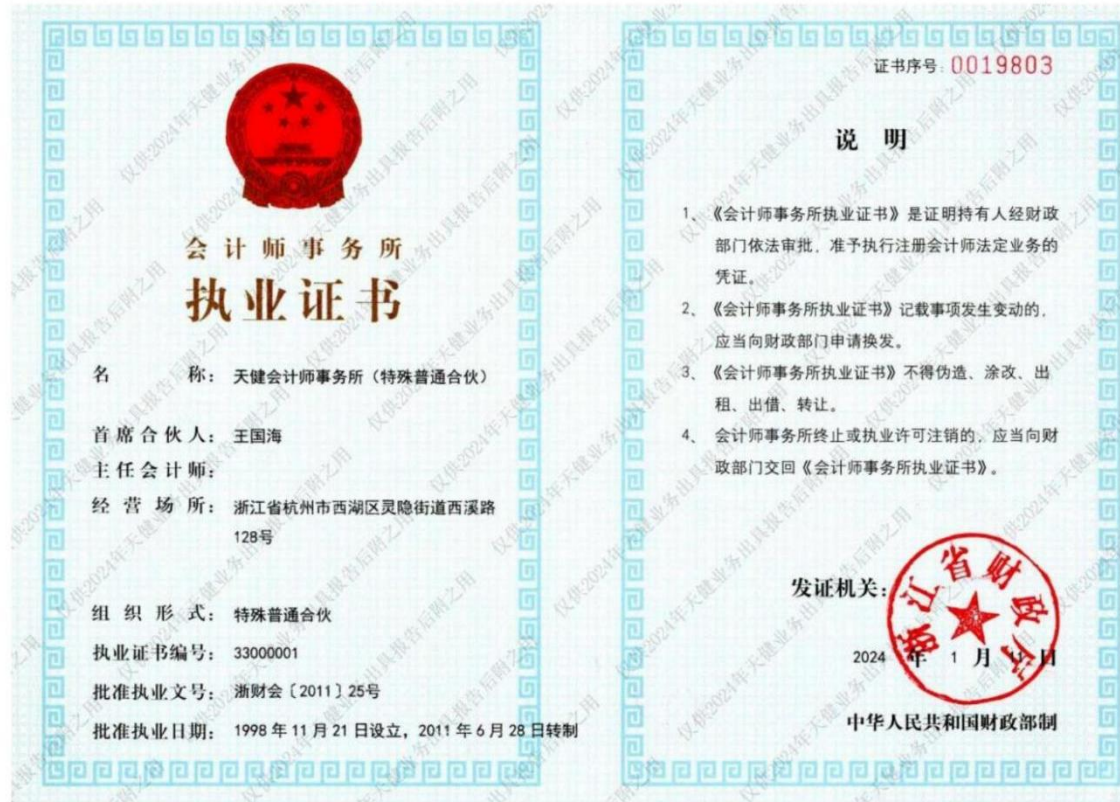 会计师事务所
执业证书
名 称：天健会计师事务所（特殊普通合伙）
首席合伙人：王国海
主任会计师：
经营场所：浙江省杭州市西湖区灵隐街道西溪路
128号
组织形式：特殊普通合伙
执业证书编号：33000001
批准执业文号：浙财会〔2011〕25号
批准执业日期：1998年11月21日设立，2011年6月28日转制
证书序号：0019803
说 明
1、《会计师事务所执业证书》是证明持有人经财政
部门依法审批，准予执行注册会计师法定业务的
凭证。
2、《会计师事务所执业证书》记载事项发生变动的，
应当向财政部门申请换发。
3、《会计师事务所执业证书》不得伪造、涂改、出
租、出借、转让。
4、会计师事务所终止或执业许可注销的，应当向财
政部门交回《会计师事务所执业证书》。
发证机关：
浙江省财政厅
2024 年 1 月 11 日
中华人民共和国财政部制
仅供2024年天健业务出具报告后附之用